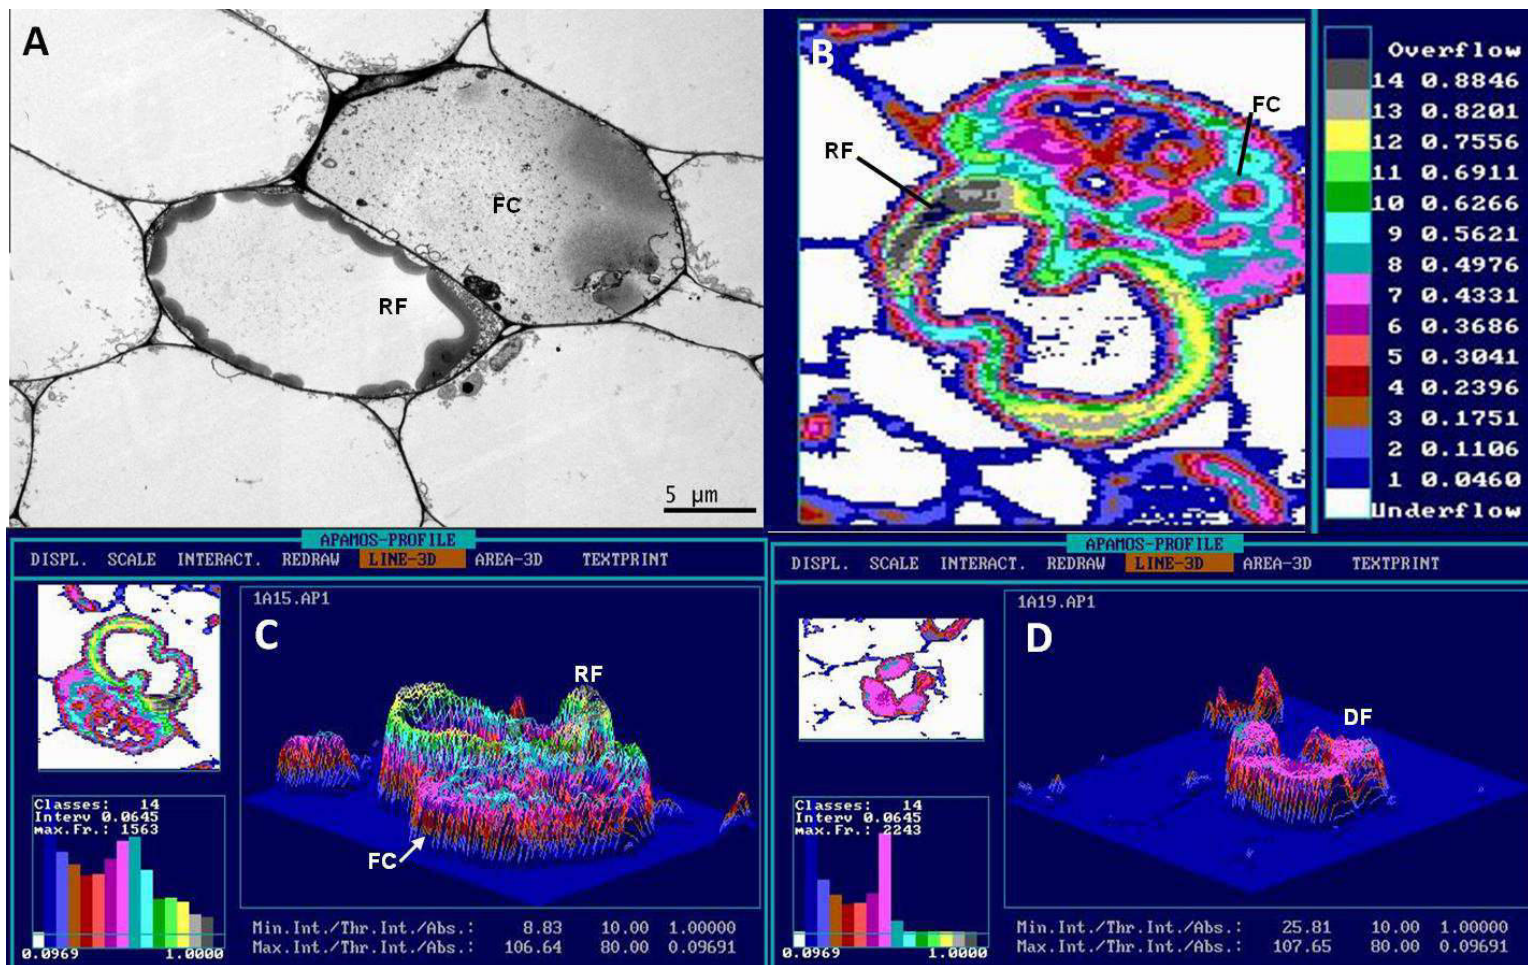 A
FC
RF
5 µm
B
RF
FC
Overflow
14 0.8846
13 0.8201
12 0.7556
11 0.6911
10 0.6266
9 0.5621
8 0.4976
7 0.4331
6 0.3686
5 0.3041
4 0.2396
3 0.1751
2 0.1106
1 0.0460
Underflow
APAMOS-PROFILE
DISPL. SCALE INTERACT. REDRAW LINE-3D AREA-3D TEXTPRINT
1A15.AP1
C
RF
FC
Classes: 14
Interv 0.0645
max.Fr.: 1563
0.0969 1.0000
Min.Int./Thr.Int./Abs.: 8.83 10.00 1.00000
Max.Int./Thr.Int./Abs.: 106.64 80.00 0.09691
APAMOS-PROFILE
DISPL. SCALE INTERACT. REDRAW LINE-3D AREA-3D TEXTPRINT
1A19.AP1
D
DF
Classes: 14
Interv 0.0645
max.Fr.: 2243
0.0969 1.0000
Min.Int./Thr.Int./Abs.: 25.81 10.00 1.00000
Max.Int./Thr.Int./Abs.: 107.65 80.00 0.09691